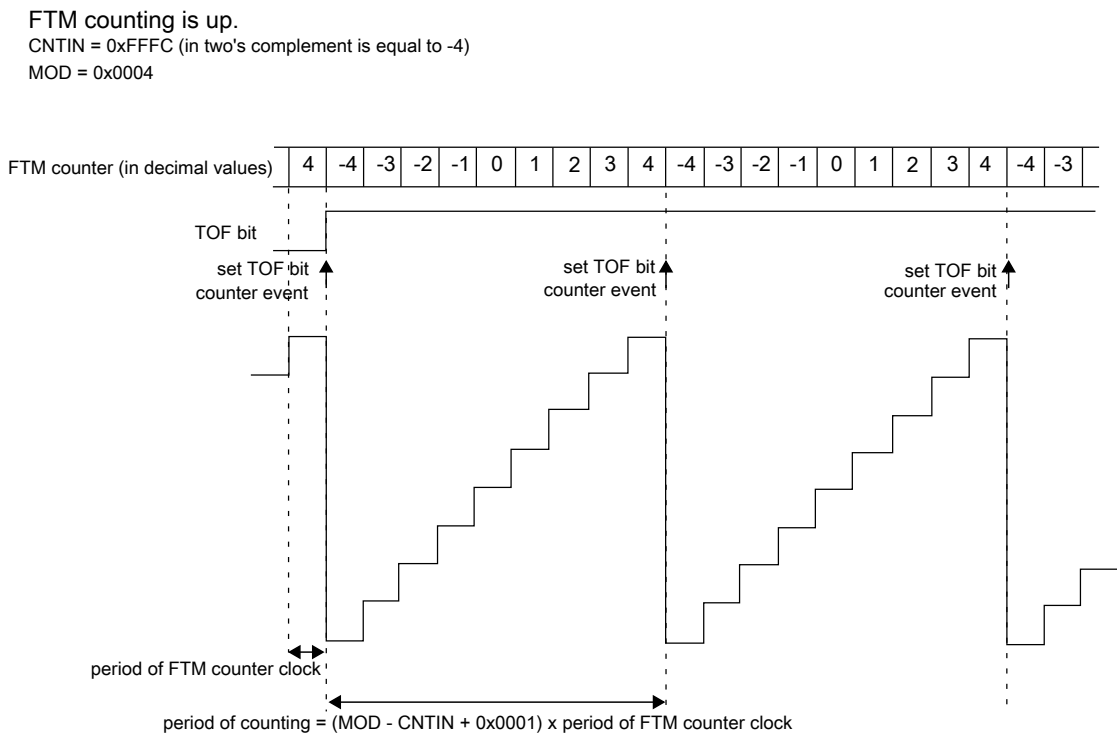 FTM counting is up.
CNTIN = 0xFFFC (in two's complement is equal to -4)
MOD = 0x0004
FTM counter (in decimal values) 4 -4 -3 -2 -1 0 1 2 3 4 -4 -3 -2 -1 0 1 2 3 4 -4 -3
TOF bit
set TOF bit
counter event
set TOF bit
counter event
set TOF bit
counter event
period of FTM counter clock
period of counting = (MOD - CNTIN + 0x0001) x period of FTM counter clock